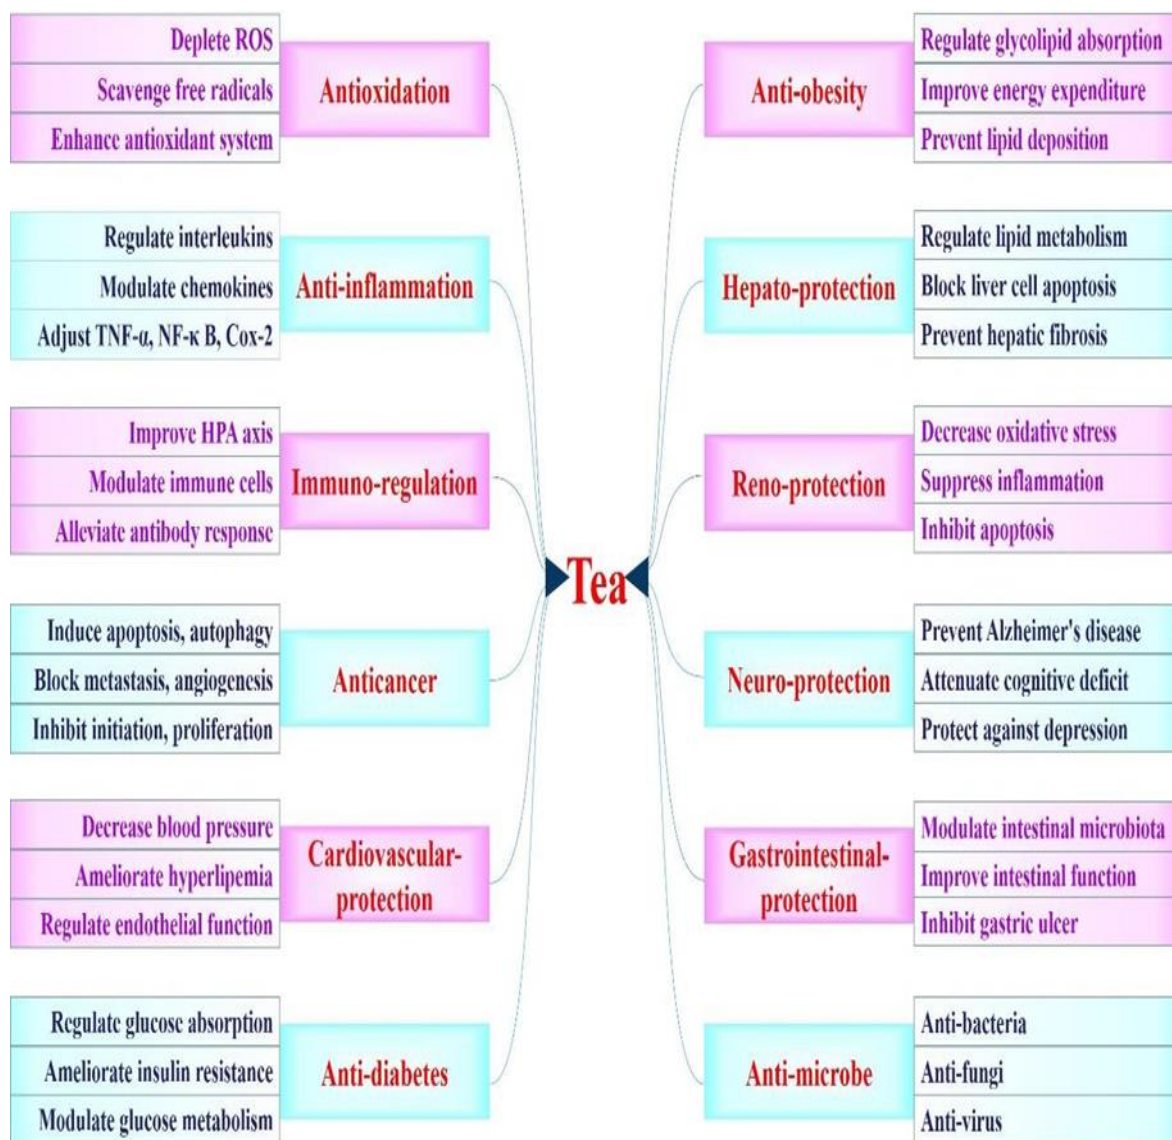 Deplete ROS
Scavenge free radicals
Enhance antioxidant system
Antioxidation
Regulate interleukins
Modulate chemokines
Adjust TNF-α, NF-κ B, Cox-2
Anti-inflammation
Improve HPA axis
Modulate immune cells
Alleviate antibody response
Immuno-regulation
Induce apoptosis, autophagy
Block metastasis, angiogenesis
Inhibit initiation, proliferation
Anticancer
Decrease blood pressure
Ameliorate hyperlipemia
Regulate endothelial function
Cardiovascular-
protection
Regulate glucose absorption
Ameliorate insulin resistance
Modulate glucose metabolism
Anti-diabetes
Tea
Anti-obesity
Regulate glycolipid absorption
Improve energy expenditure
Prevent lipid deposition
Hepato-protection
Regulate lipid metabolism
Block liver cell apoptosis
Prevent hepatic fibrosis
Reno-protection
Decrease oxidative stress
Suppress inflammation
Inhibit apoptosis
Neuro-protection
Prevent Alzheimer's disease
Attenuate cognitive deficit
Protect against depression
Gastrointestinal-
protection
Modulate intestinal microbiota
Improve intestinal function
Inhibit gastric ulcer
Anti-microbe
Anti-bacteria
Anti-fungi
Anti-virus